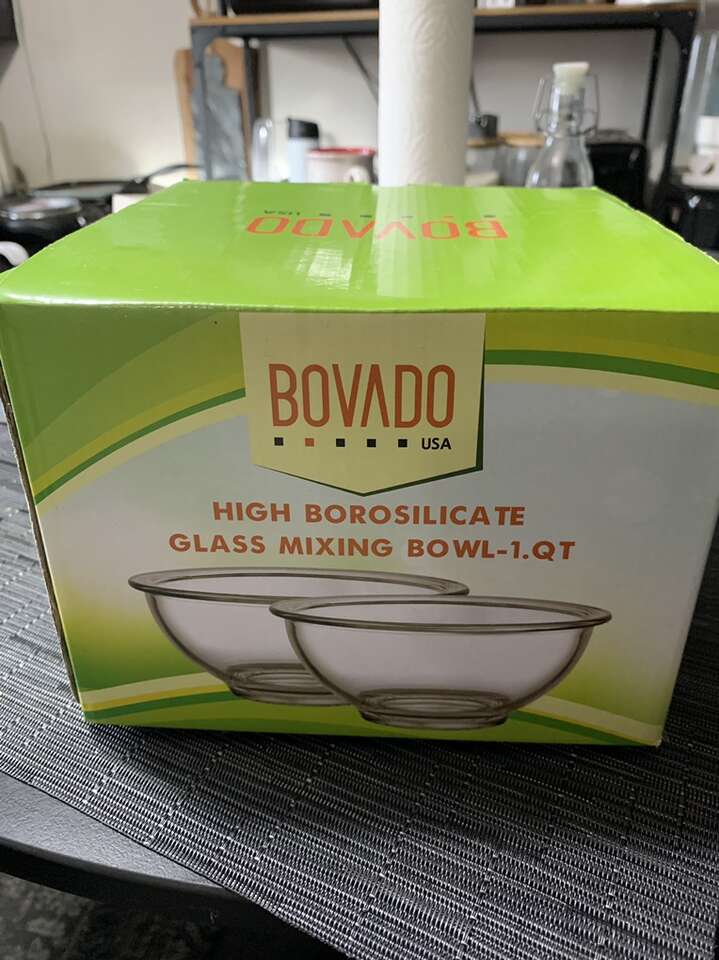 BOVADO
USA
BOVADO
USA
HIGH BOROSILICATE
GLASS MIXING BOWL-1.QT